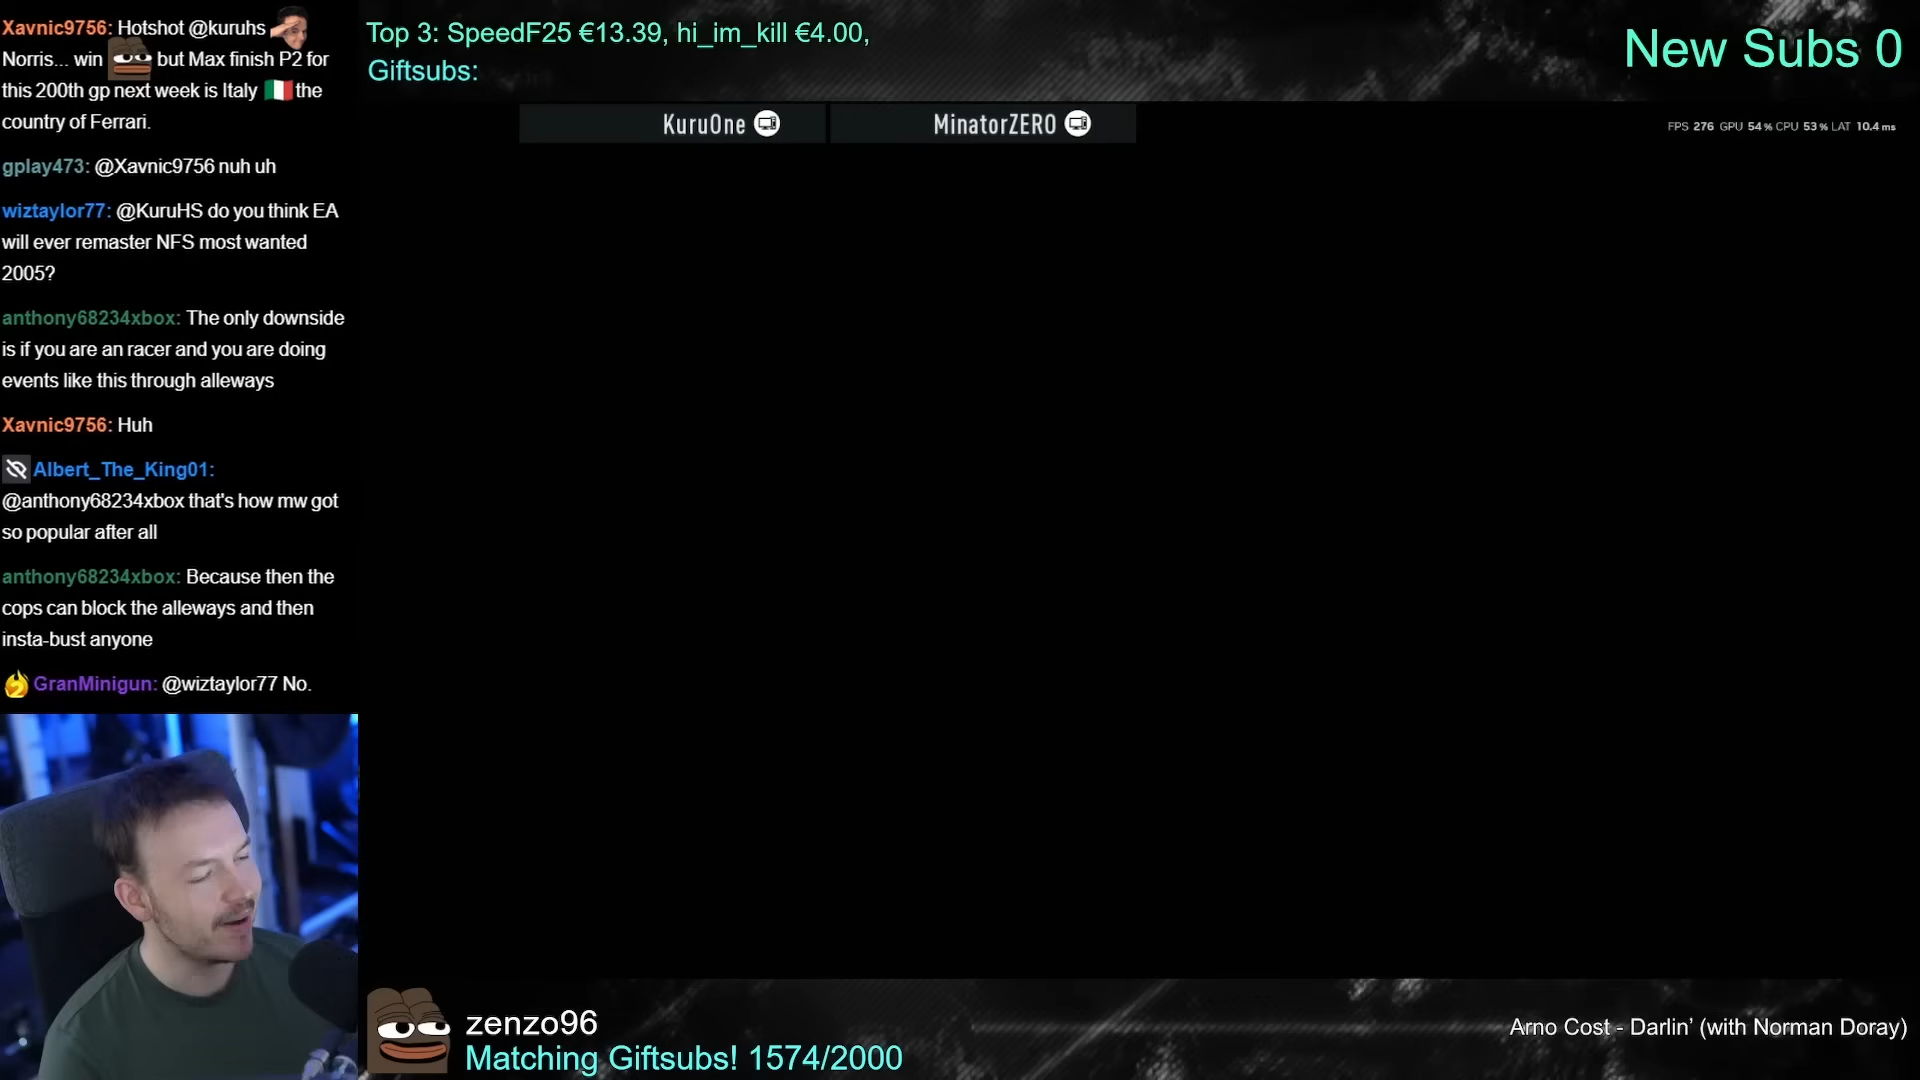 Xavnic9756: Hotshot @kuruhs
Norris... win but Max finish P2 for
this 200th gp next week is Italy the
country of Ferrari.
gplay473: @Xavnic9756 nuh uh
wiztaylor77: @KuruHS do you think EA
will ever remaster NFS most wanted
2005?
anthony68234xbox: The only downside
is if you are an racer and you are doing
events like this through alleways
Xavnic9756: Huh
Albert_The_King01:
@anthony68234xbox that's how mw got
so popular after all
anthony68234xbox: Because then the
cops can block the alleways and then
insta-bust anyone
GranMinigun: @wiztaylor77 No.
Top 3: SpeedF25 €13.39, hi_im_kill €4.00,
Giftsubs:
New Subs 0
KuruOne
MinatorZERO
FPS 276 GPU 54 % CPU 53 % LAT 10.4 ms
zenzo96
Matching Giftsubs! 1574/2000
Arno Cost - Darlin’ (with Norman Doray)